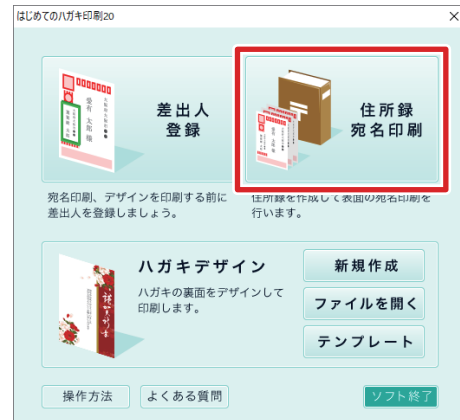 はじめてのハガキ印刷20
差出人
登録
住所録
宛名印刷
宛名印刷、デザインを印刷する前に
差出人を登録しましょう。
住所録を作成して表面の宛名印刷を
行います。
ハガキデザイン
ハガキの裏面をデザインして
印刷します。
新規作成
ファイルを開く
テンプレート
操作方法
よくある質問
ソフト終了